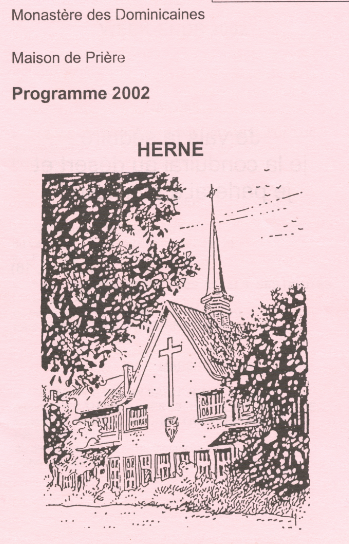 Monastère des Dominicaines
Maison de Prière
Programme 2002
HERNE